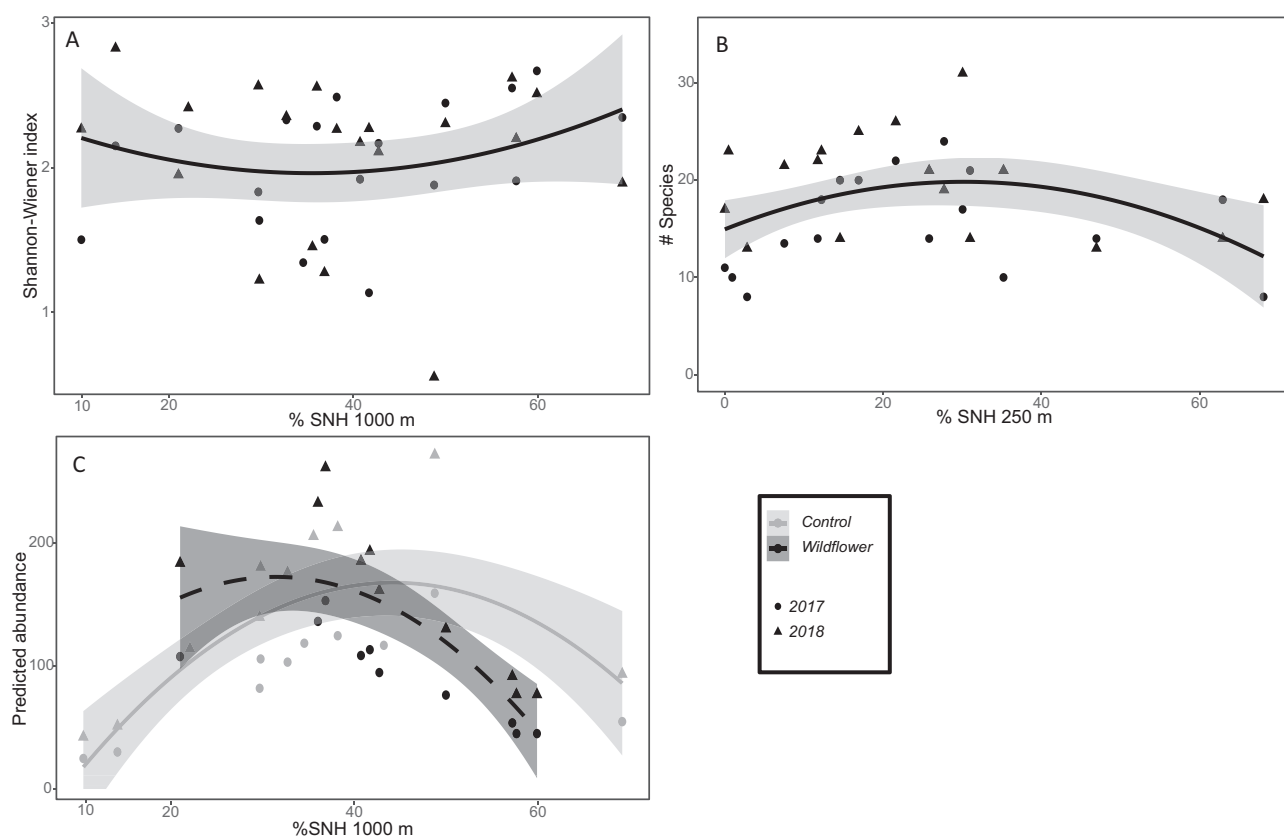 A
3
2
1
Shannon-Wiener index
10 20 40 60
% SNH 1000 m
B
30
20
10
0
# Species
0 20 40 60
% SNH 250 m
C
200
100
0
Predicted abundance
10 20 40 60
%SNH 1000 m
Control
Wildflower
2017
2018